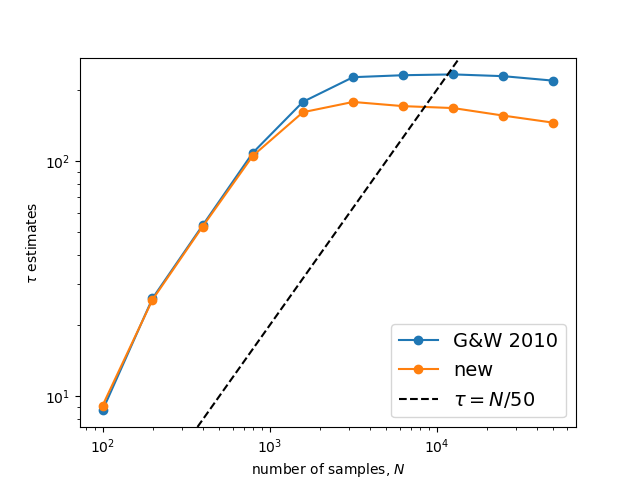 10²
10¹
τ estimates
10²
10³
10⁴
number of samples, N
G&W 2010
new
τ = N/50